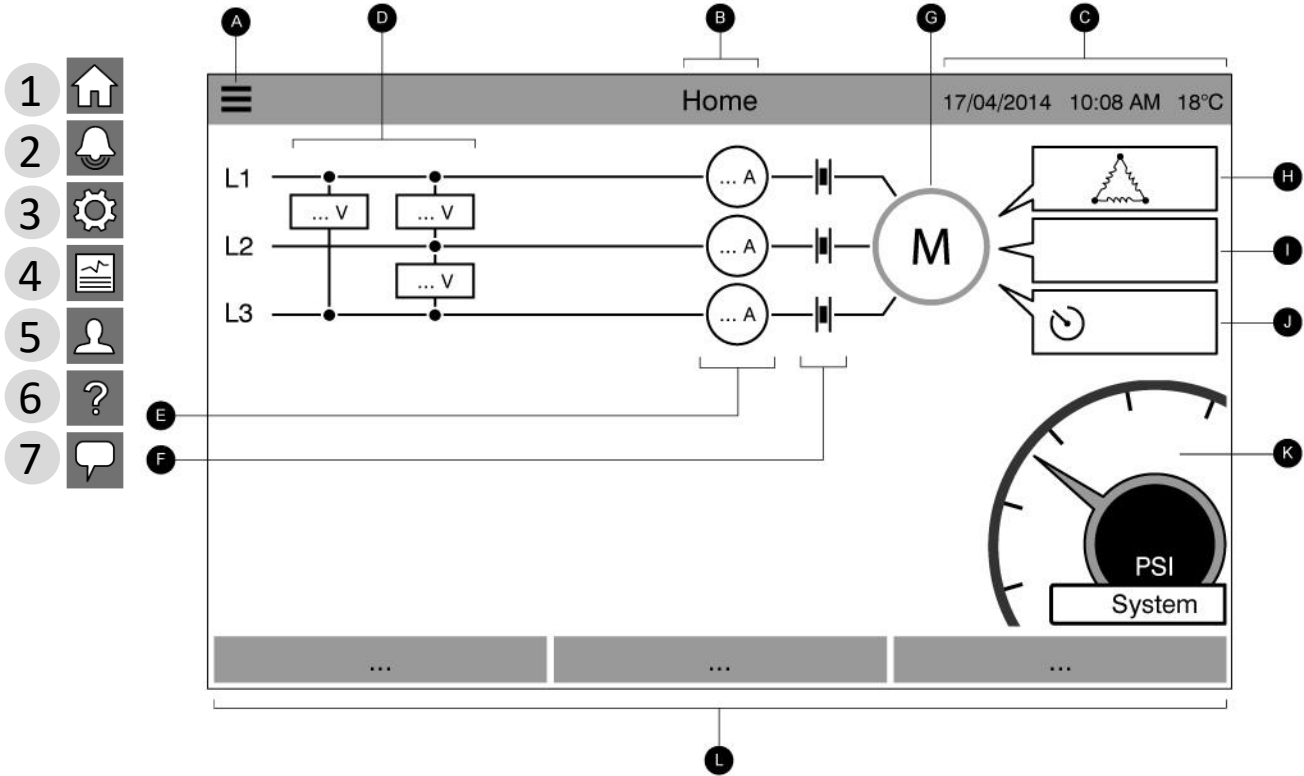 A D B G C
1
Home 17/04/2014 10:08 AM 18°C
2
L1 ... A H
3 ... V ... V
L2 ... A M I
4 ... V
L3 ... A J
5
6 E
7 F K
PSI
System
... ... ...
L